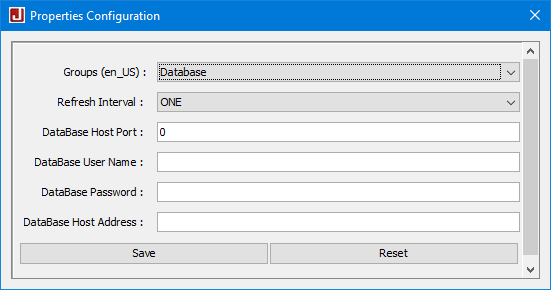 J Properties Configuration
Groups (en_US) : Database
Refresh Interval : ONE
DataBase Host Port : 0
DataBase User Name :
DataBase Password :
DataBase Host Address :
Save Reset